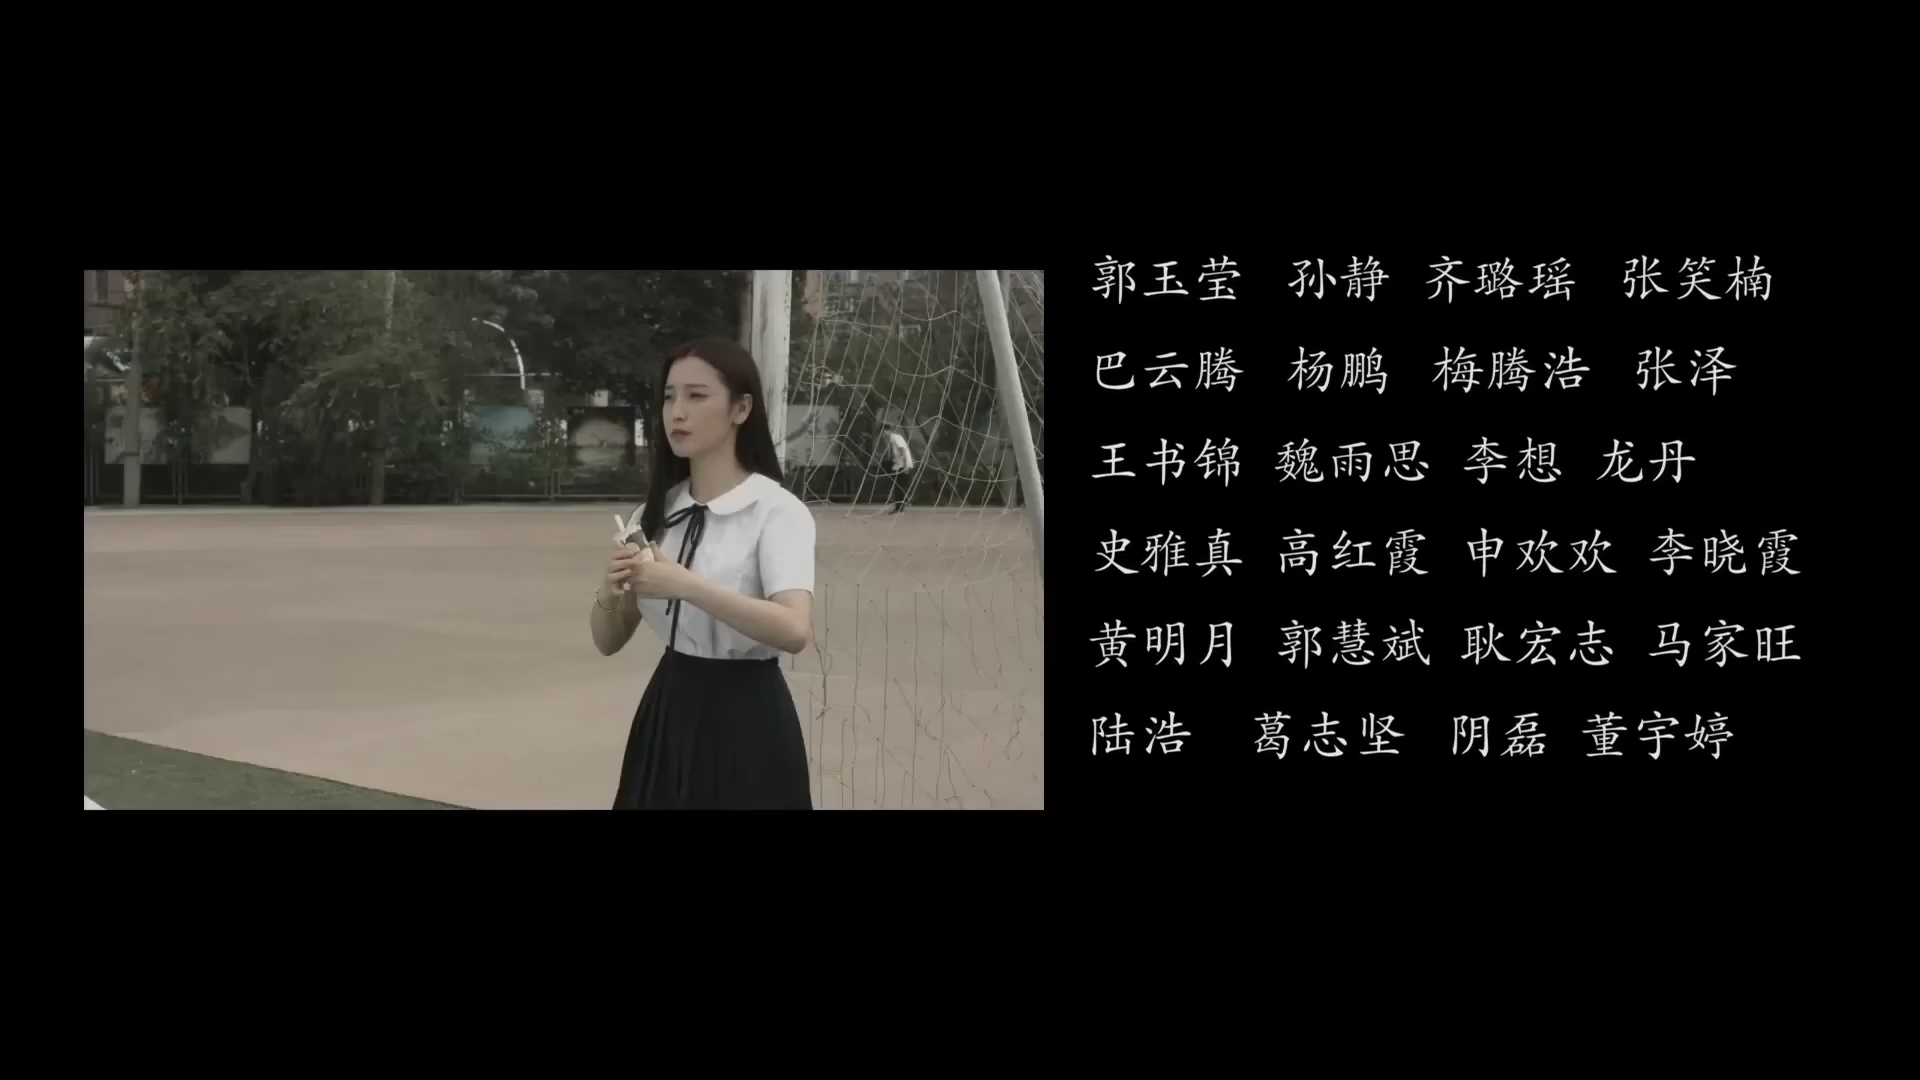 郭玉莹 孙静 齐璐瑶 张笑楠
巴云腾 杨鹏 梅腾浩 张泽
王书锦 魏雨思 李想 龙丹
史雅真 高红霞 申欢欢 李晓霞
黄明月 郭慧斌 耿宏志 马家旺
陆浩 葛志坚 阴磊 董宇婷